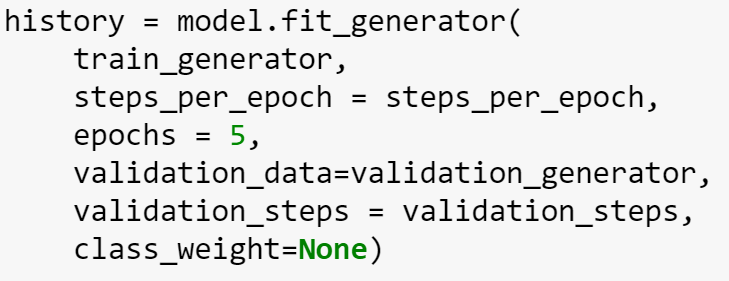 history = model.fit_generator(
    train_generator,
    steps_per_epoch = steps_per_epoch,
    epochs = 5,
    validation_data=validation_generator,
    validation_steps = validation_steps,
    class_weight=None)